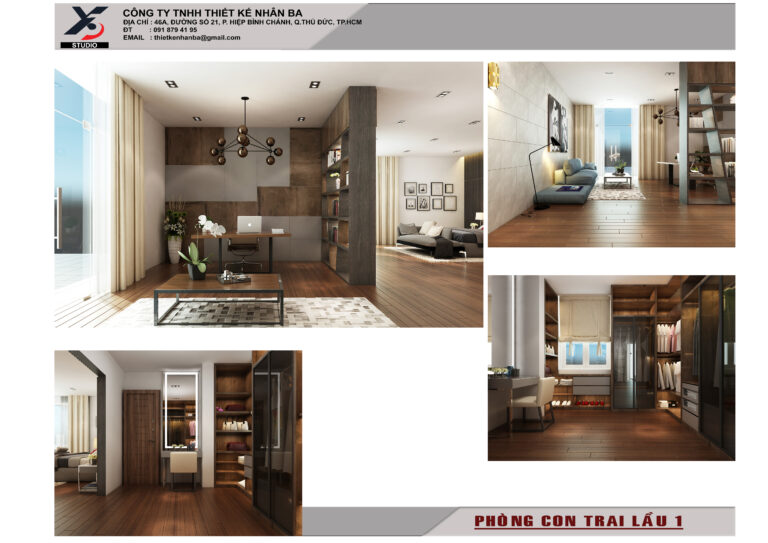 STUDIO
CÔNG TY TNHH THIẾT KẾ NHÂN BA
ĐỊA CHỈ : 46A, ĐƯỜNG SỐ 21, P. HIỆP BÌNH CHÁNH, Q.THỦ ĐỨC, TP.HCM
ĐT : 091 879 41 95
EMAIL : thietkenhanba@gmail.com
PHÒNG CON TRAI LẦU 1